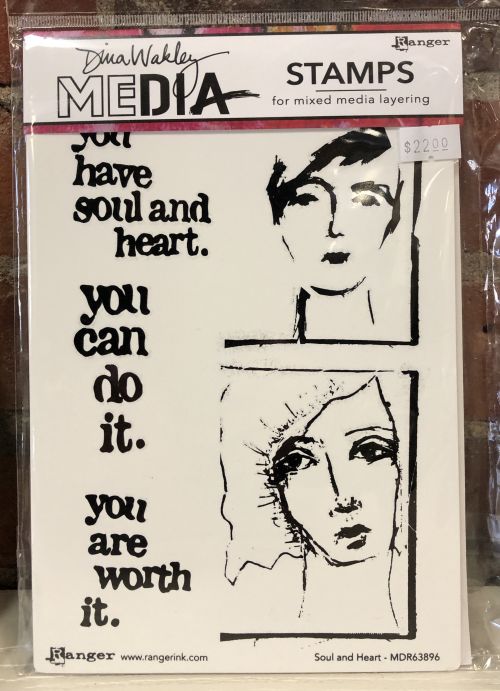 Dina Wakley
MEDIA
Ranger
STAMPS
for mixed media layering
$22.00
you
have
soul and
heart.
you
can
do
it.
you
are
worth
it.
Ranger www.rangerink.com
Soul and Heart - MDR63896